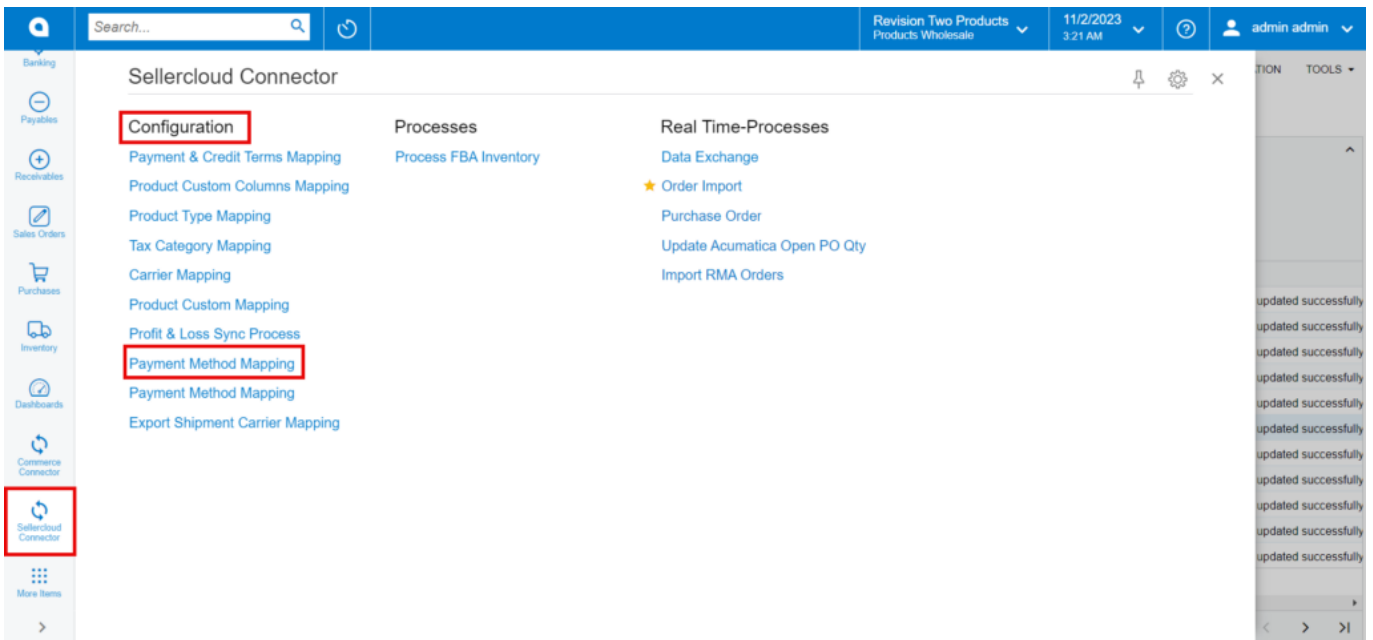 Search...
Revision Two Products
Products Wholesale
11/2/2023
3:21 AM
admin admin
Banking
Payables
Receivables
Sales Orders
Purchases
Inventory
Dashboards
Commerce
Connector
Sellercloud
Connector
More Items
Sellercloud Connector
Configuration
Payment & Credit Terms Mapping
Product Custom Columns Mapping
Product Type Mapping
Tax Category Mapping
Carrier Mapping
Product Custom Mapping
Profit & Loss Sync Process
Payment Method Mapping
Payment Method Mapping
Export Shipment Carrier Mapping
Processes
Process FBA Inventory
Real Time-Processes
Data Exchange
Order Import
Purchase Order
Update Acumatica Open PO Qty
Import RMA Orders
TION TOOLS
updated successfully
updated successfully
updated successfully
updated successfully
updated successfully
updated successfully
updated successfully
updated successfully
updated successfully
updated successfully
updated successfully